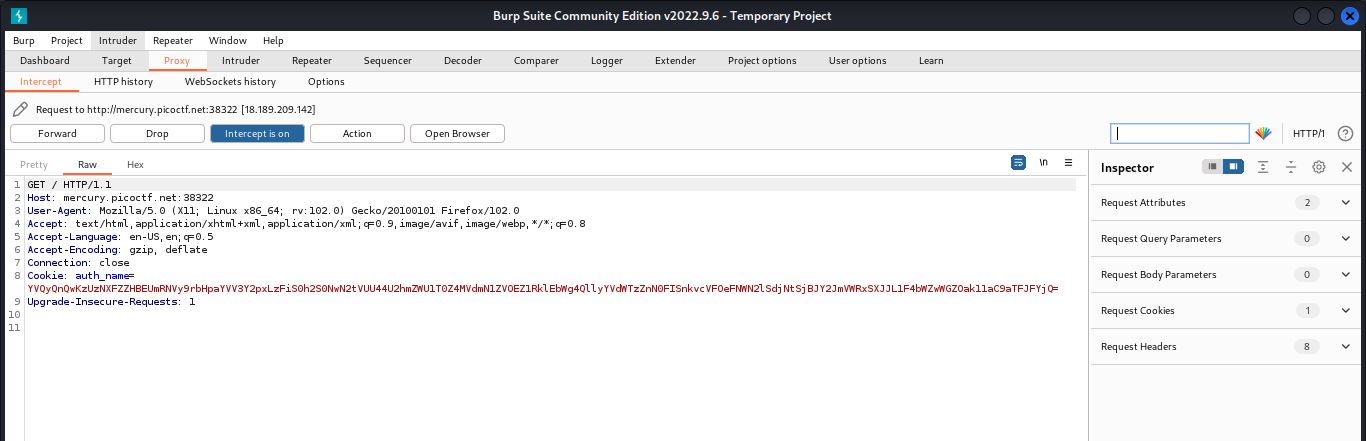 Burp Suite Community Edition v2022.9.6 - Temporary Project
Burp Project Intruder Repeater Window Help
Dashboard Target Proxy Intruder Repeater Sequencer Decoder Comparer Logger Extender Project options User options Learn
Intercept HTTP history WebSockets history Options
Request to http://mercury.picoctf.net:38322 [18.189.209.142]
Forward Drop Intercept is on Action Open Browser HTTP/1 ?
Pretty Raw Hex \n
Inspector
1 GET / HTTP/1.1
2 Host: mercury.picoctf.net:38322
3 User-Agent: Mozilla/5.0 (X11; Linux x86_64; rv:102.0) Gecko/20100101 Firefox/102.0
4 Accept: text/html,application/xhtml+xml,application/xml;q=0.9,image/avif,image/webp,*/*;q=0.8
5 Accept-Language: en-US,en;q=0.5
6 Accept-Encoding: gzip, deflate
7 Connection: close
8 Cookie: auth_name=
9 Upgrade-Insecure-Requests: 1
10
11
Request Attributes 2
Request Query Parameters 0
Request Body Parameters 0
Request Cookies 1
Request Headers 8